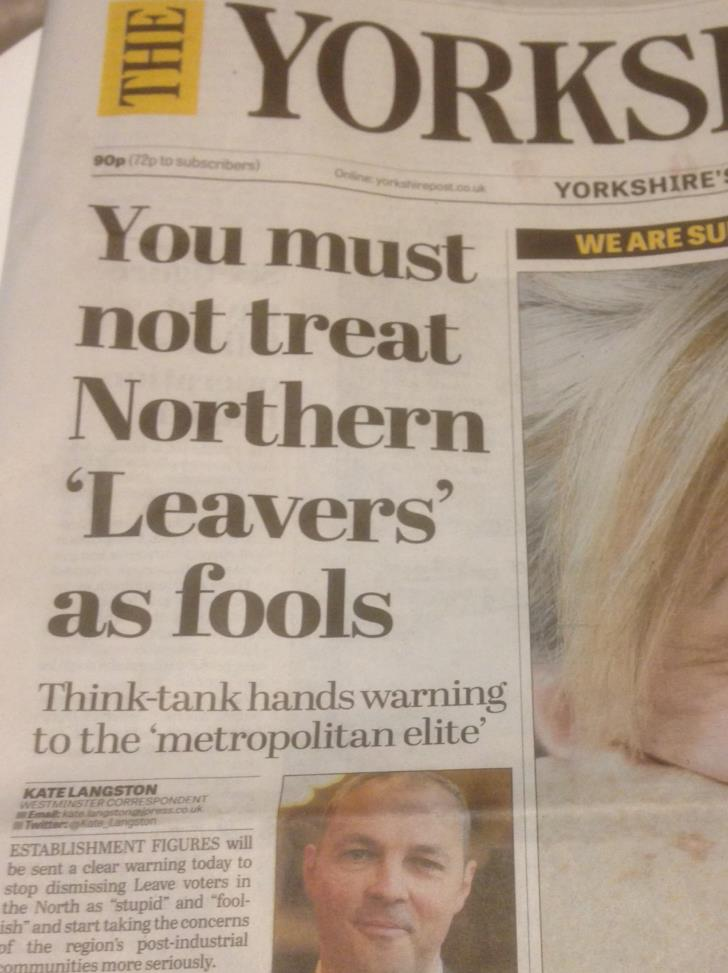 THE YORKS
90p (72p to subscribers)
Online: yorkshirepost.co.uk
YORKSHIRE'S
You must
not treat
Northern
‘Leavers’
as fools
Think-tank hands warning
to the ‘metropolitan elite’
KATE LANGSTON
WESTMINSTER CORRESPONDENT
Email: kate.langston@jpress.co.uk
Twitter: @Kate_Langston
ESTABLISHMENT FIGURES will
be sent a clear warning today to
stop dismissing Leave voters in
the North as “stupid” and “fool-
ish” and start taking the concerns
of the region's post-industrial
communities more seriously.
WE ARE SU